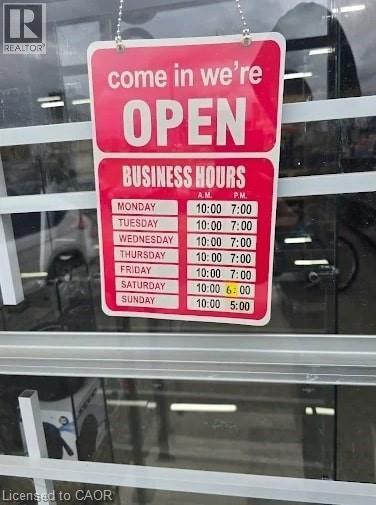 R
REALTOR®
come in we're
OPEN
BUSINESS HOURS
A.M. P.M.
MONDAY 10:00 7:00
TUESDAY 10:00 7:00
WEDNESDAY 10:00 7:00
THURSDAY 10:00 7:00
FRIDAY 10:00 7:00
SATURDAY 10:00 6:00
SUNDAY 10:00 5:00
Licensed to CAOR